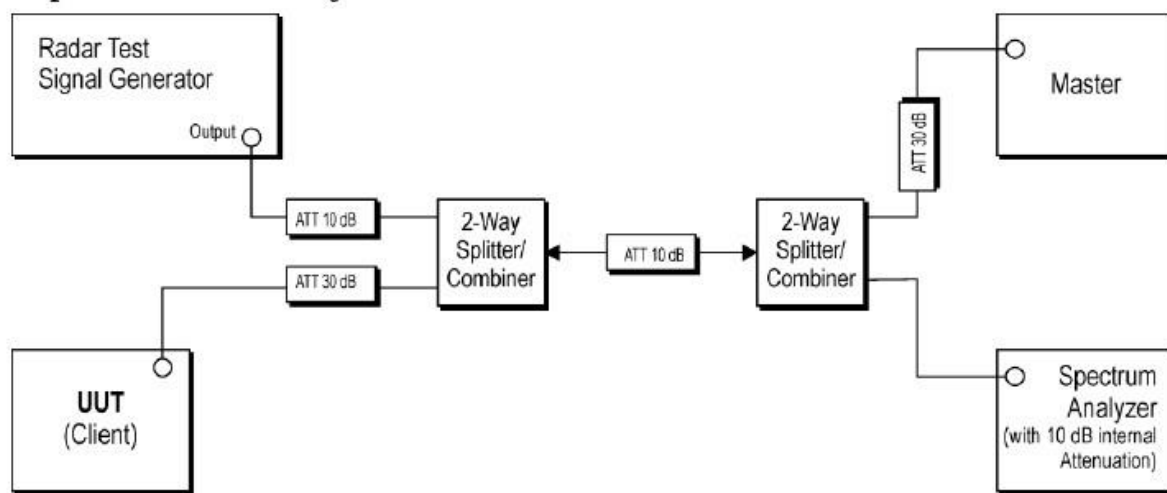 Radar Test
Signal Generator
Output
ATT 10 dB
ATT 30 dB
2-Way
Splitter/
Combiner
ATT 10 dB
2-Way
Splitter/
Combiner
ATT 30 dB
Master
UUT
(Client)
Spectrum
Analyzer
(with 10 dB internal
Attenuation)